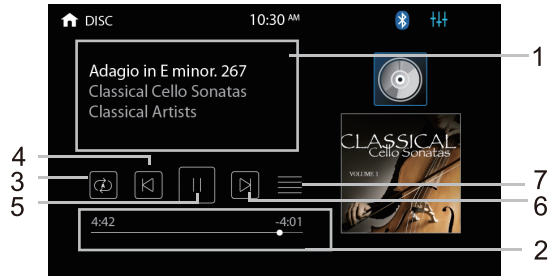 DISC 10:30 AM
1
Adagio in E minor. 267
Classical Cello Sonatas
Classical Artists
CLASSICAL
Cello Sonatas
VOLUME 1
4
3
7
5
6
4:42 -4:01
2